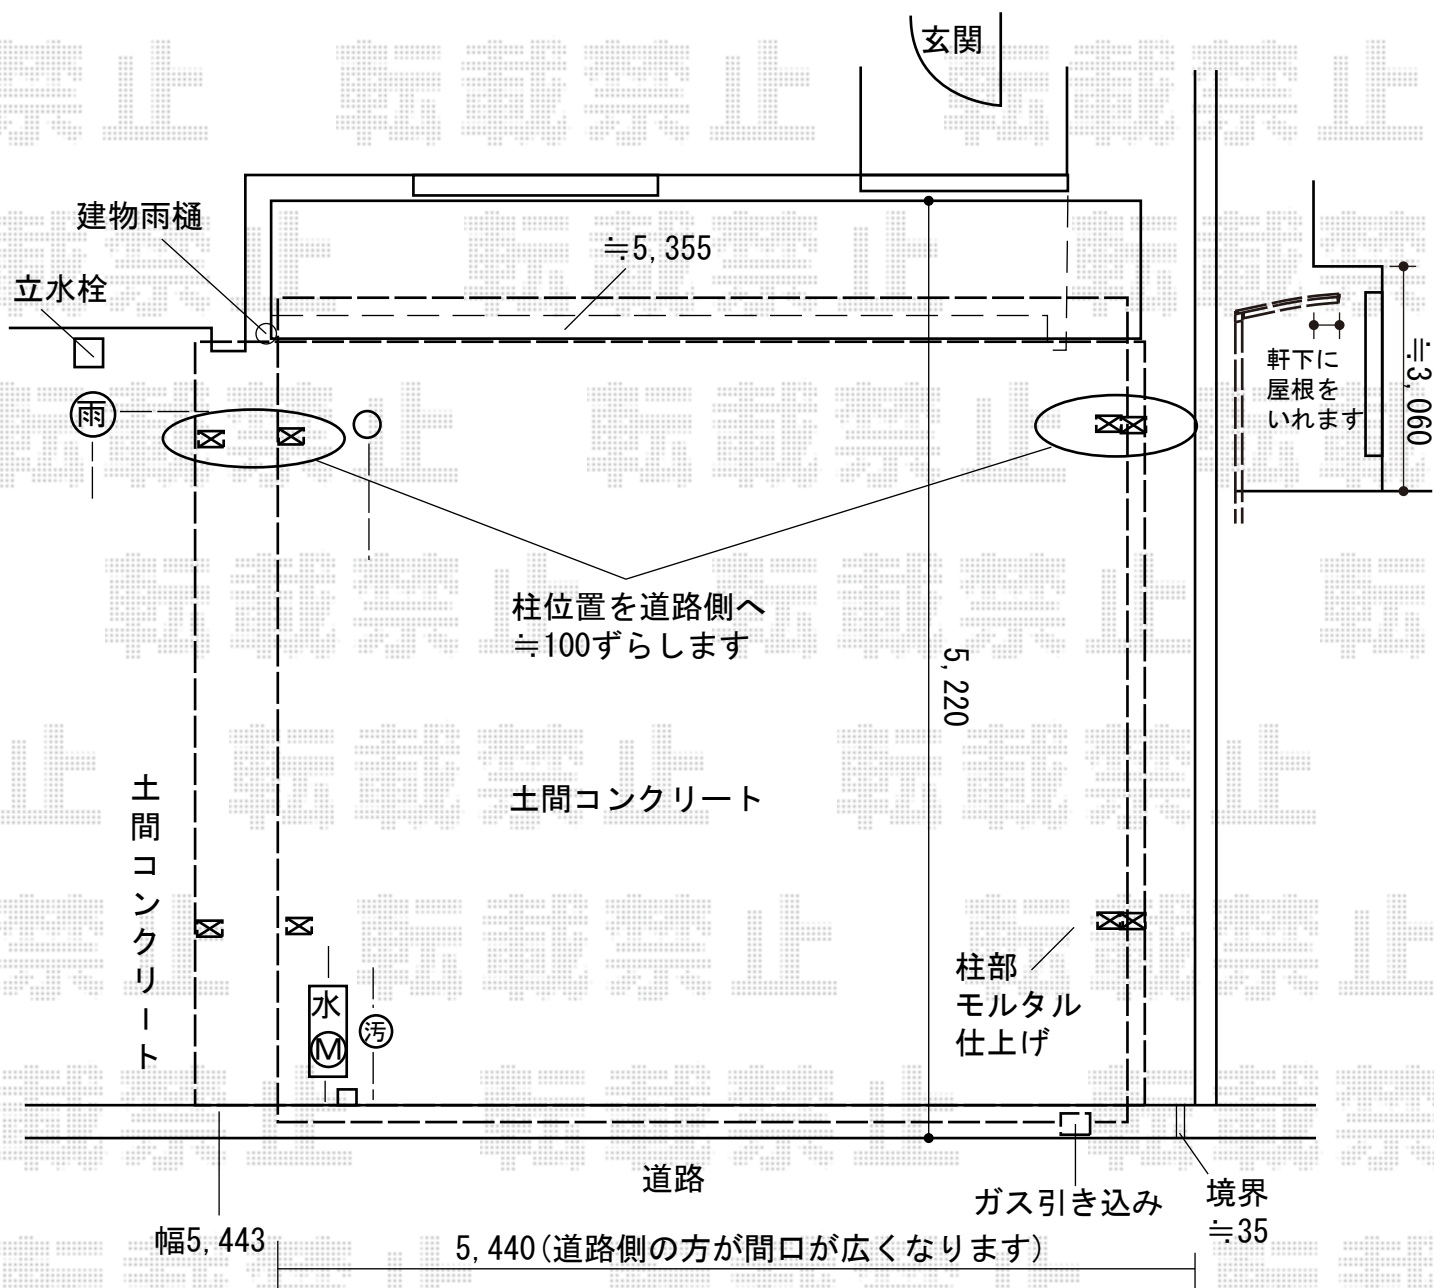 玄関
建物雨樋
≒5,355
立水栓
雨
軒下に
屋根を
いれます
≒3,060
柱位置を道路側へ
≒100ずらします
5,220
土間コンクリート
土間コンクリート
柱部
モルタル
仕上げ
水
M
汚
道路
ガス引き込み
境界
≒35
幅5,443
5,440(道路側の方が間口が広くなります)
転載禁止